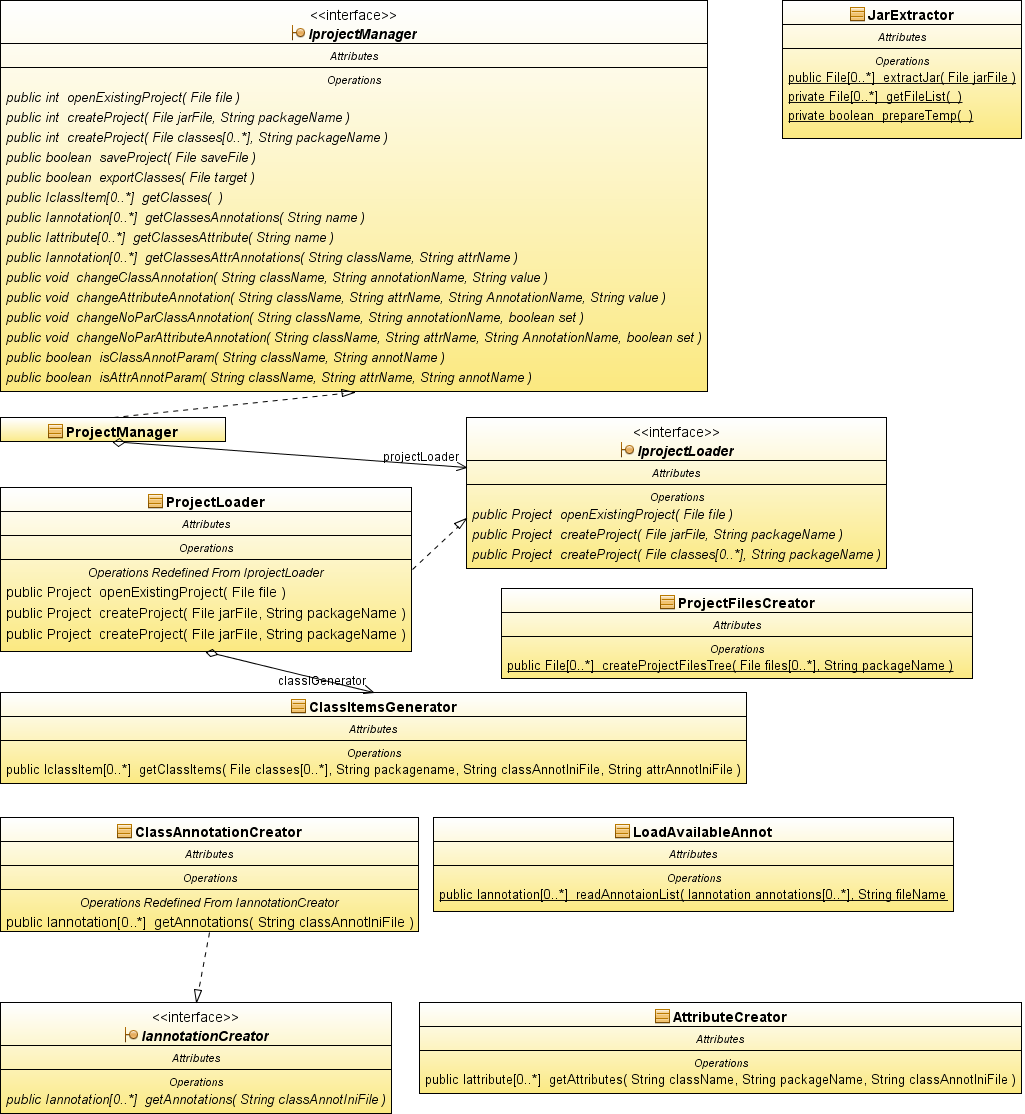 <<interface>>
IprojectManager
Attributes
Operations
public int openExistingProject( File file )
public int createProject( File jarFile, String packageName )
public int createProject( File classes[0..*], String packageName )
public boolean saveProject( File saveFile )
public boolean exportClasses( File target )
public IclassItem[0..*] getClasses( )
public Iannotation[0..*] getClassesAnnotations( String name )
public Iattribute[0..*] getClassesAttribute( String name )
public Iannotation[0..*] getClassesAttrAnnotations( String className, String attrName )
public void changeClassAnnotation( String className, String annotationName, String value )
public void changeAttributeAnnotation( String className, String attrName, String AnnotationName, String value )
public void changeNoParClassAnnotation( String className, String annotationName, boolean set )
public void changeNoParAttributeAnnotation( String className, String attrName, String AnnotationName, boolean set )
public boolean isClassAnnotParam( String className, String annotName )
public boolean isAttrAnnotParam( String className, String attrName, String annotName )
JarExtractor
Attributes
Operations
public File[0..*] extractJar( File jarFile )
private File[0..*] getFileList( )
private boolean prepareTemp( )
ProjectManager
projectLoader
<<interface>>
IprojectLoader
Attributes
Operations
public Project openExistingProject( File file )
public Project createProject( File jarFile, String packageName )
public Project createProject( File classes[0..*], String packageName )
ProjectLoader
Attributes
Operations
Operations Redefined From IprojectLoader
public Project openExistingProject( File file )
public Project createProject( File jarFile, String packageName )
public Project createProject( File jarFile, String packageName )
ProjectFilesCreator
Attributes
Operations
public File[0..*] createProjectFilesTree( File files[0..*], String packageName )
classIGenerator
ClassItemsGenerator
Attributes
Operations
public IclassItem[0..*] getClassItems( File classes[0..*], String packagename, String classAnnotIniFile, String attrAnnotIniFile )
ClassAnnotationCreator
Attributes
Operations
Operations Redefined From IannotationCreator
public Iannotation[0..*] getAnnotations( String classAnnotIniFile )
LoadAvailableAnnot
Attributes
Operations
public Iannotation[0..*] readAnnotaionList( Iannotation annotations[0..*], String fileName
<<interface>>
IannotationCreator
Attributes
Operations
public Iannotation[0..*] getAnnotations( String classAnnotIniFile )
AttributeCreator
Attributes
Operations
public Iattribute[0..*] getAttributes( String className, String packageName, String classAnnotIniFile )